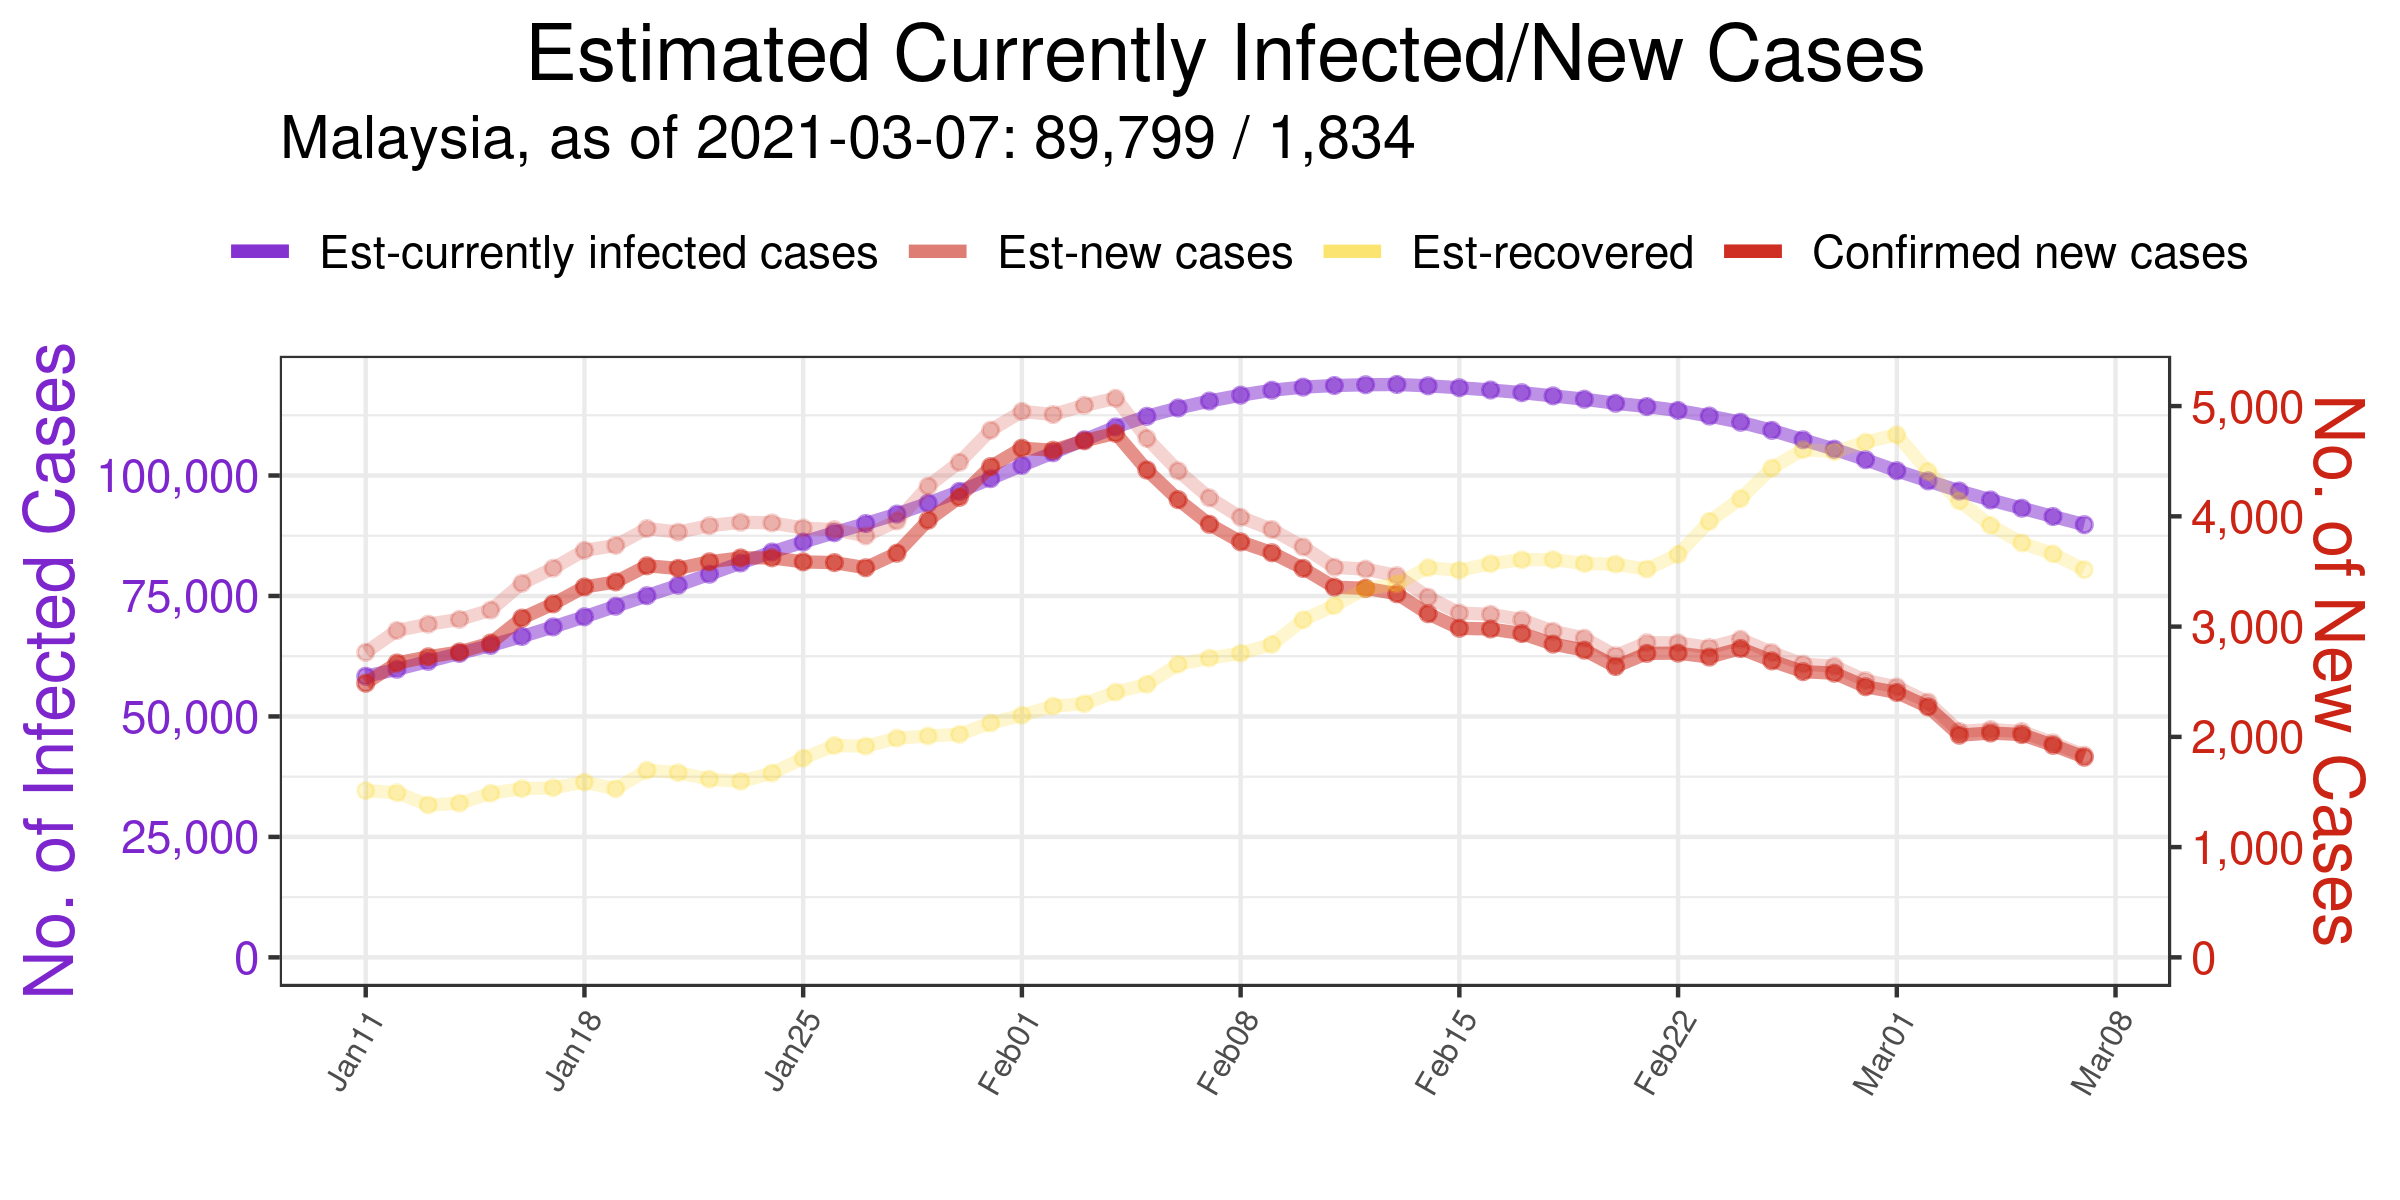 Estimated Currently Infected/New Cases
Malaysia, as of 2021-03-07: 89,799 / 1,834
Est-currently infected cases Est-new cases Est-recovered Confirmed new cases
No. of Infected Cases
100,000
75,000
50,000
25,000
0
5,000
4,000
3,000
2,000
1,000
0
No. of New Cases
Jan11 Jan18 Jan25 Feb01 Feb08 Feb15 Feb22 Mar01 Mar08